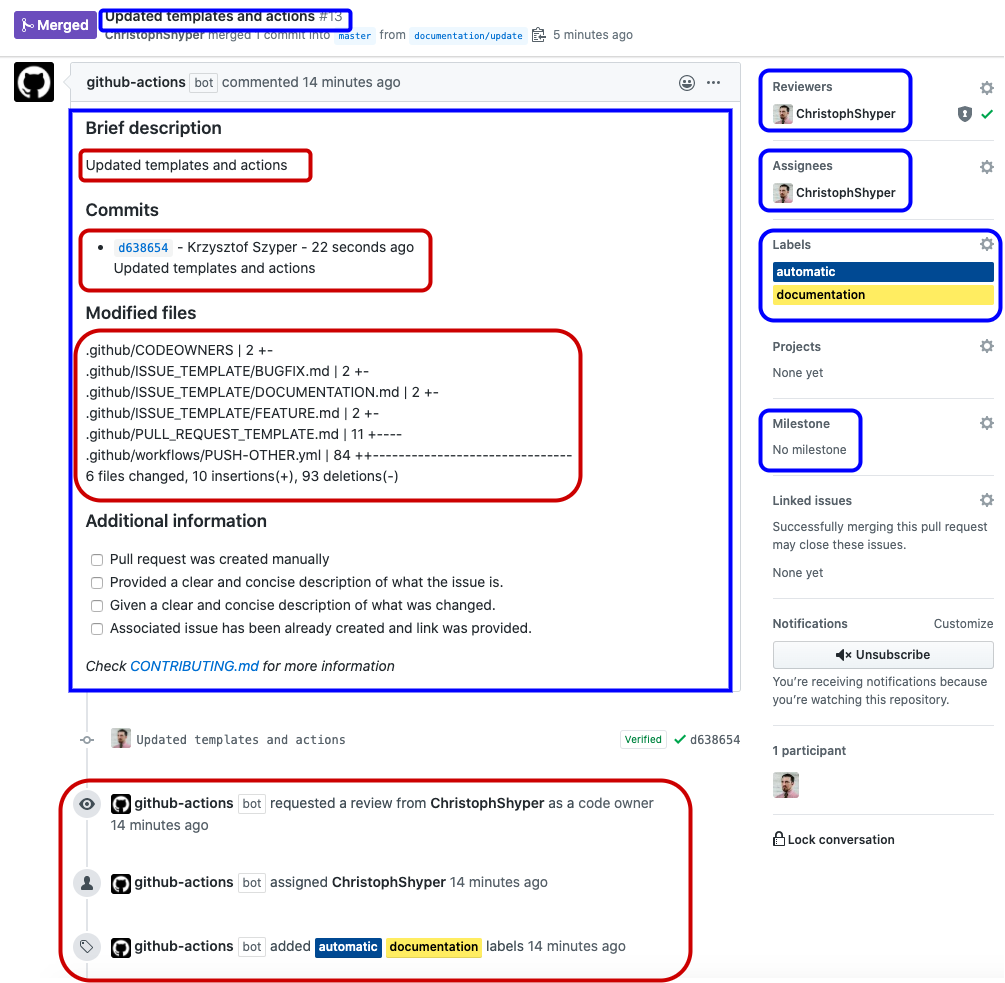 Merged
Updated templates and actions #13
ChristophShyper merged 1 commit into master from documentation/update 5 minutes ago
github-actions bot commented 14 minutes ago
Brief description
Updated templates and actions
Commits
d638654 - Krzysztof Szyper - 22 seconds ago
Updated templates and actions
Modified files
.github/CODEOWNERS | 2 +-
.github/ISSUE_TEMPLATE/BUGFIX.md | 2 +-
.github/ISSUE_TEMPLATE/DOCUMENTATION.md | 2 +-
.github/ISSUE_TEMPLATE/FEATURE.md | 2 +-
.github/PULL_REQUEST_TEMPLATE.md | 11 +----
.github/workflows/PUSH-OTHER.yml | 84 ++-------------------------------
6 files changed, 10 insertions(+), 93 deletions(-)
Additional information
Pull request was created manually
Provided a clear and concise description of what the issue is.
Given a clear and concise description of what was changed.
Associated issue has been already created and link was provided.
Check CONTRIBUTING.md for more information
Updated templates and actions Verified d638654
github-actions bot requested a review from ChristophShyper as a code owner
14 minutes ago
github-actions bot assigned ChristophShyper 14 minutes ago
github-actions bot added automatic documentation labels 14 minutes ago
Reviewers
ChristophShyper
Assignees
ChristophShyper
Labels
automatic
documentation
Projects
None yet
Milestone
No milestone
Linked issues
Successfully merging this pull request
may close these issues.
None yet
Notifications Customize
Unsubscribe
You’re receiving notifications because
you’re watching this repository.
1 participant
Lock conversation